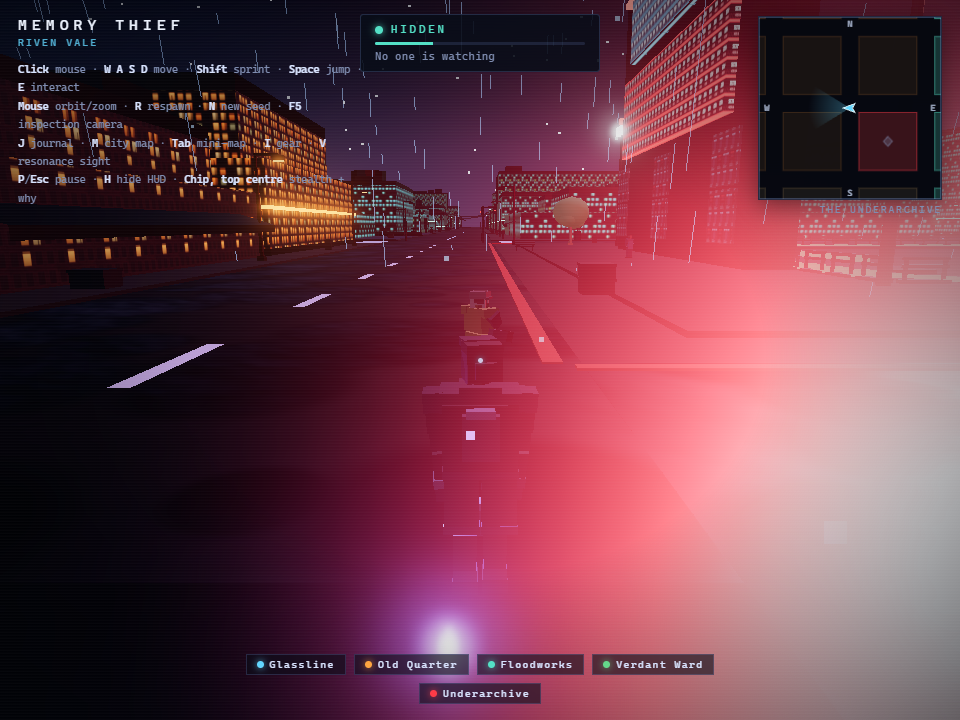 MEMORY THIEF
RIVEN VALE
Click mouse · W A S D move · Shift sprint · Space jump ·
E interact
Mouse orbit/zoom · R respawn · N new seed · F5
inspection camera
J journal · M city map · Tab mini-map · I gear · V
resonance sight
P/Esc pause · H hide HUD · Chip, top centre stealth +
why
HIDDEN
No one is watching
N
W
E
S
THE UNDERARCHIVE
Glassline
Old Quarter
Floodworks
Verdant Ward
Underarchive